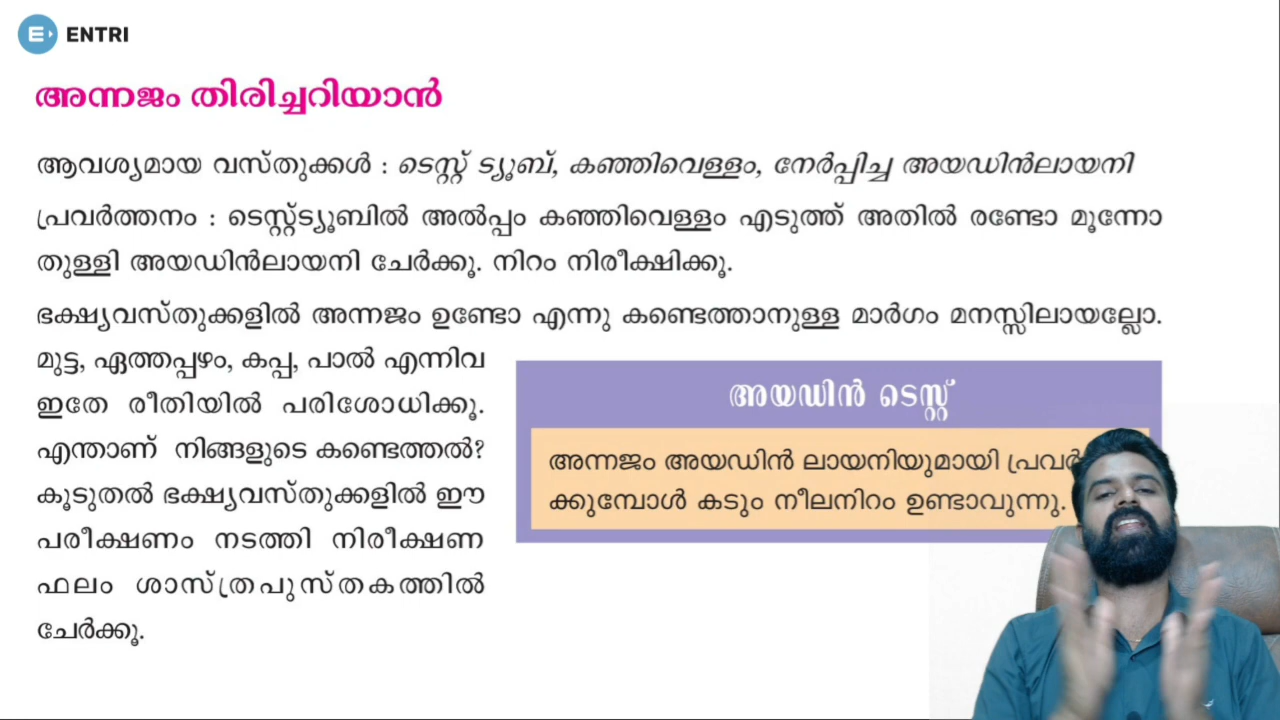 ENTRI
അന്നജം തിരിച്ചറിയാൻ
ആവശ്യമായ വസ്തുക്കൾ : ടെസ്റ്റ് ട്യൂബ്, കഞ്ഞിവെള്ളം, നേർപ്പിച്ച അയഡിൻലായനി
പ്രവർത്തനം : ടെസ്റ്റ്ട്യൂബിൽ അൽപ്പം കഞ്ഞിവെള്ളം എടുത്ത് അതിൽ രണ്ടോ മൂന്നോ
തുള്ളി അയഡിൻലായനി ചേർക്കൂ. നിറം നിരീക്ഷിക്കൂ.
ഭക്ഷ്യവസ്തുക്കളിൽ അന്നജം ഉണ്ടോ എന്നു കണ്ടെത്താനുള്ള മാർഗം മനസ്സിലായല്ലോ.
മുട്ട, ഏത്തപ്പഴം, കപ്പ, പാൽ എന്നിവ
ഇതേ രീതിയിൽ പരിശോധിക്കൂ.
എന്താണ് നിങ്ങളുടെ കണ്ടെത്തൽ?
കൂടുതൽ ഭക്ഷ്യവസ്തുക്കളിൽ ഈ
പരീക്ഷണം നടത്തി നിരീക്ഷണ
ഫലം ശാസ്ത്രപുസ്തകത്തിൽ
ചേർക്കൂ.
അയഡിൻ ടെസ്റ്റ്
അന്നജം അയഡിൻ ലായനിയുമായി
ക്കുമ്പോൾ കടും നീലനിറം ഉണ്ടാവുന്നു.